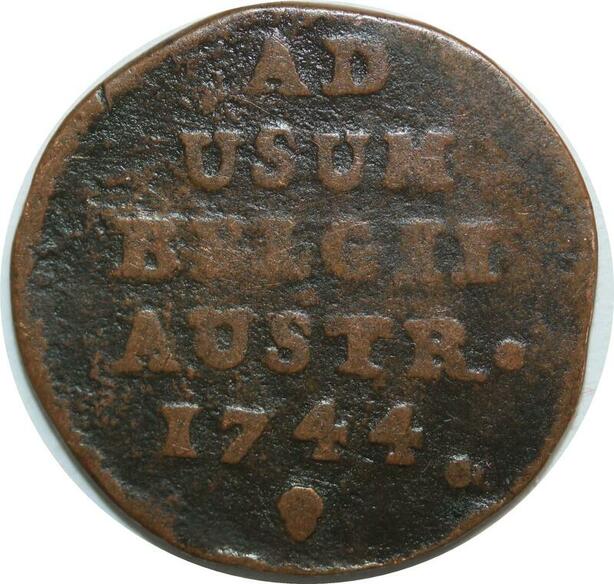 AD
USUM
BELGII
AUSTR.
1744.